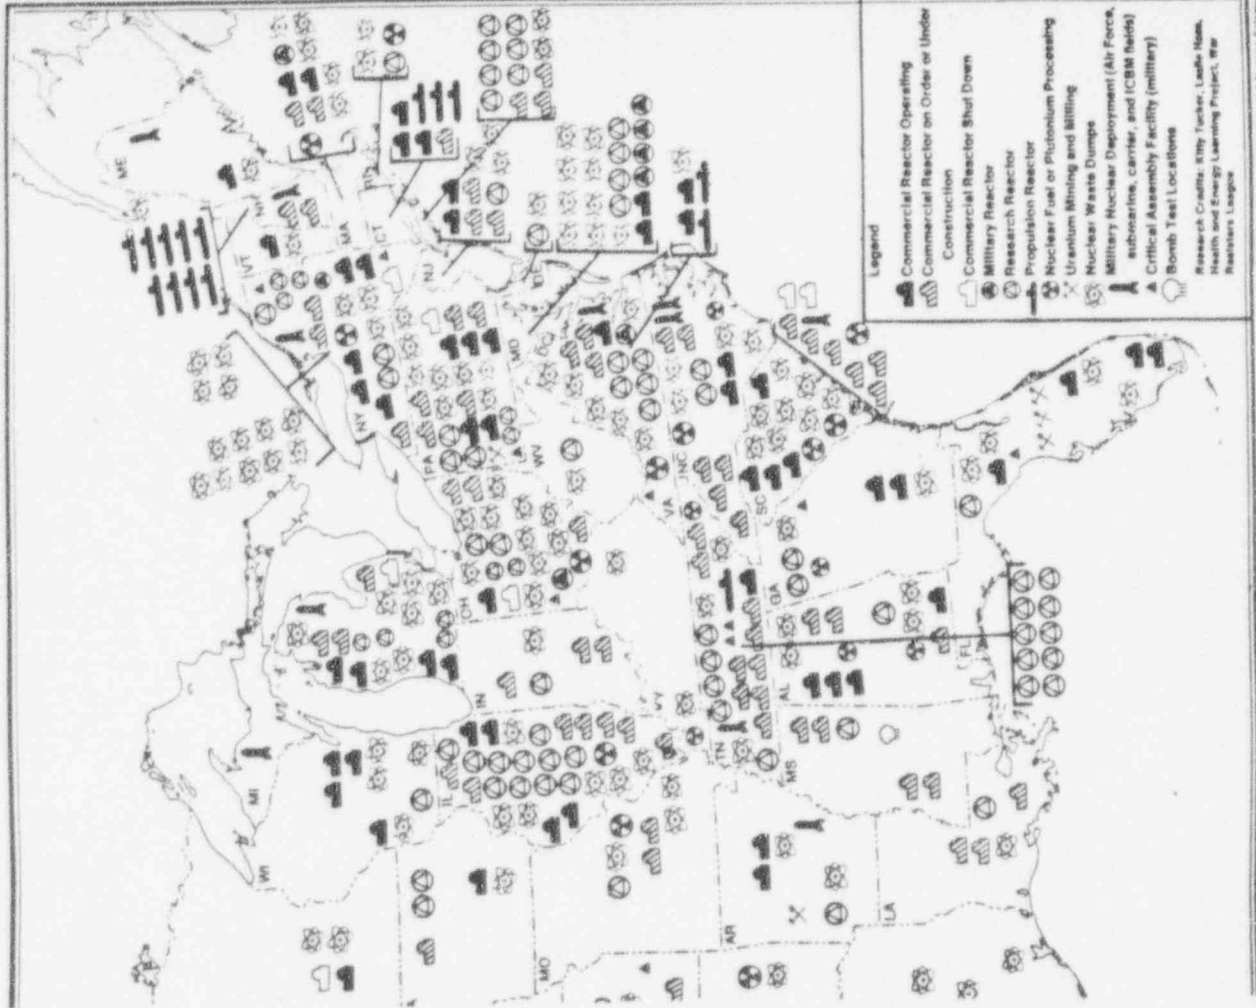 ME
NH
VT
MA
CT
RI
NY
NJ
PA
DE
MD
WV
VA
NC
SC
GA
FL
AL
MS
TN
KY
OH
IN
IL
MI
WI
MO
AR
LA
Legend
Commercial Reactor Operating
Commercial Reactor on Order or Under
Construction
Commercial Reactor Shut Down
Military Reactor
Research Reactor
Propulsion Reactor
Nuclear Fuel or Plutonium Processing
Uranium Mining and Milling
Nuclear Waste Dumps
Military Nuclear Deployment (Air Force,
submarine, carrier, and ICBM fields)
Critical Assembly Facility (military)
Bomb Test Locations
Research Credits: Kitty Tucker,
Health and Energy Learning Project, War
Resisters League